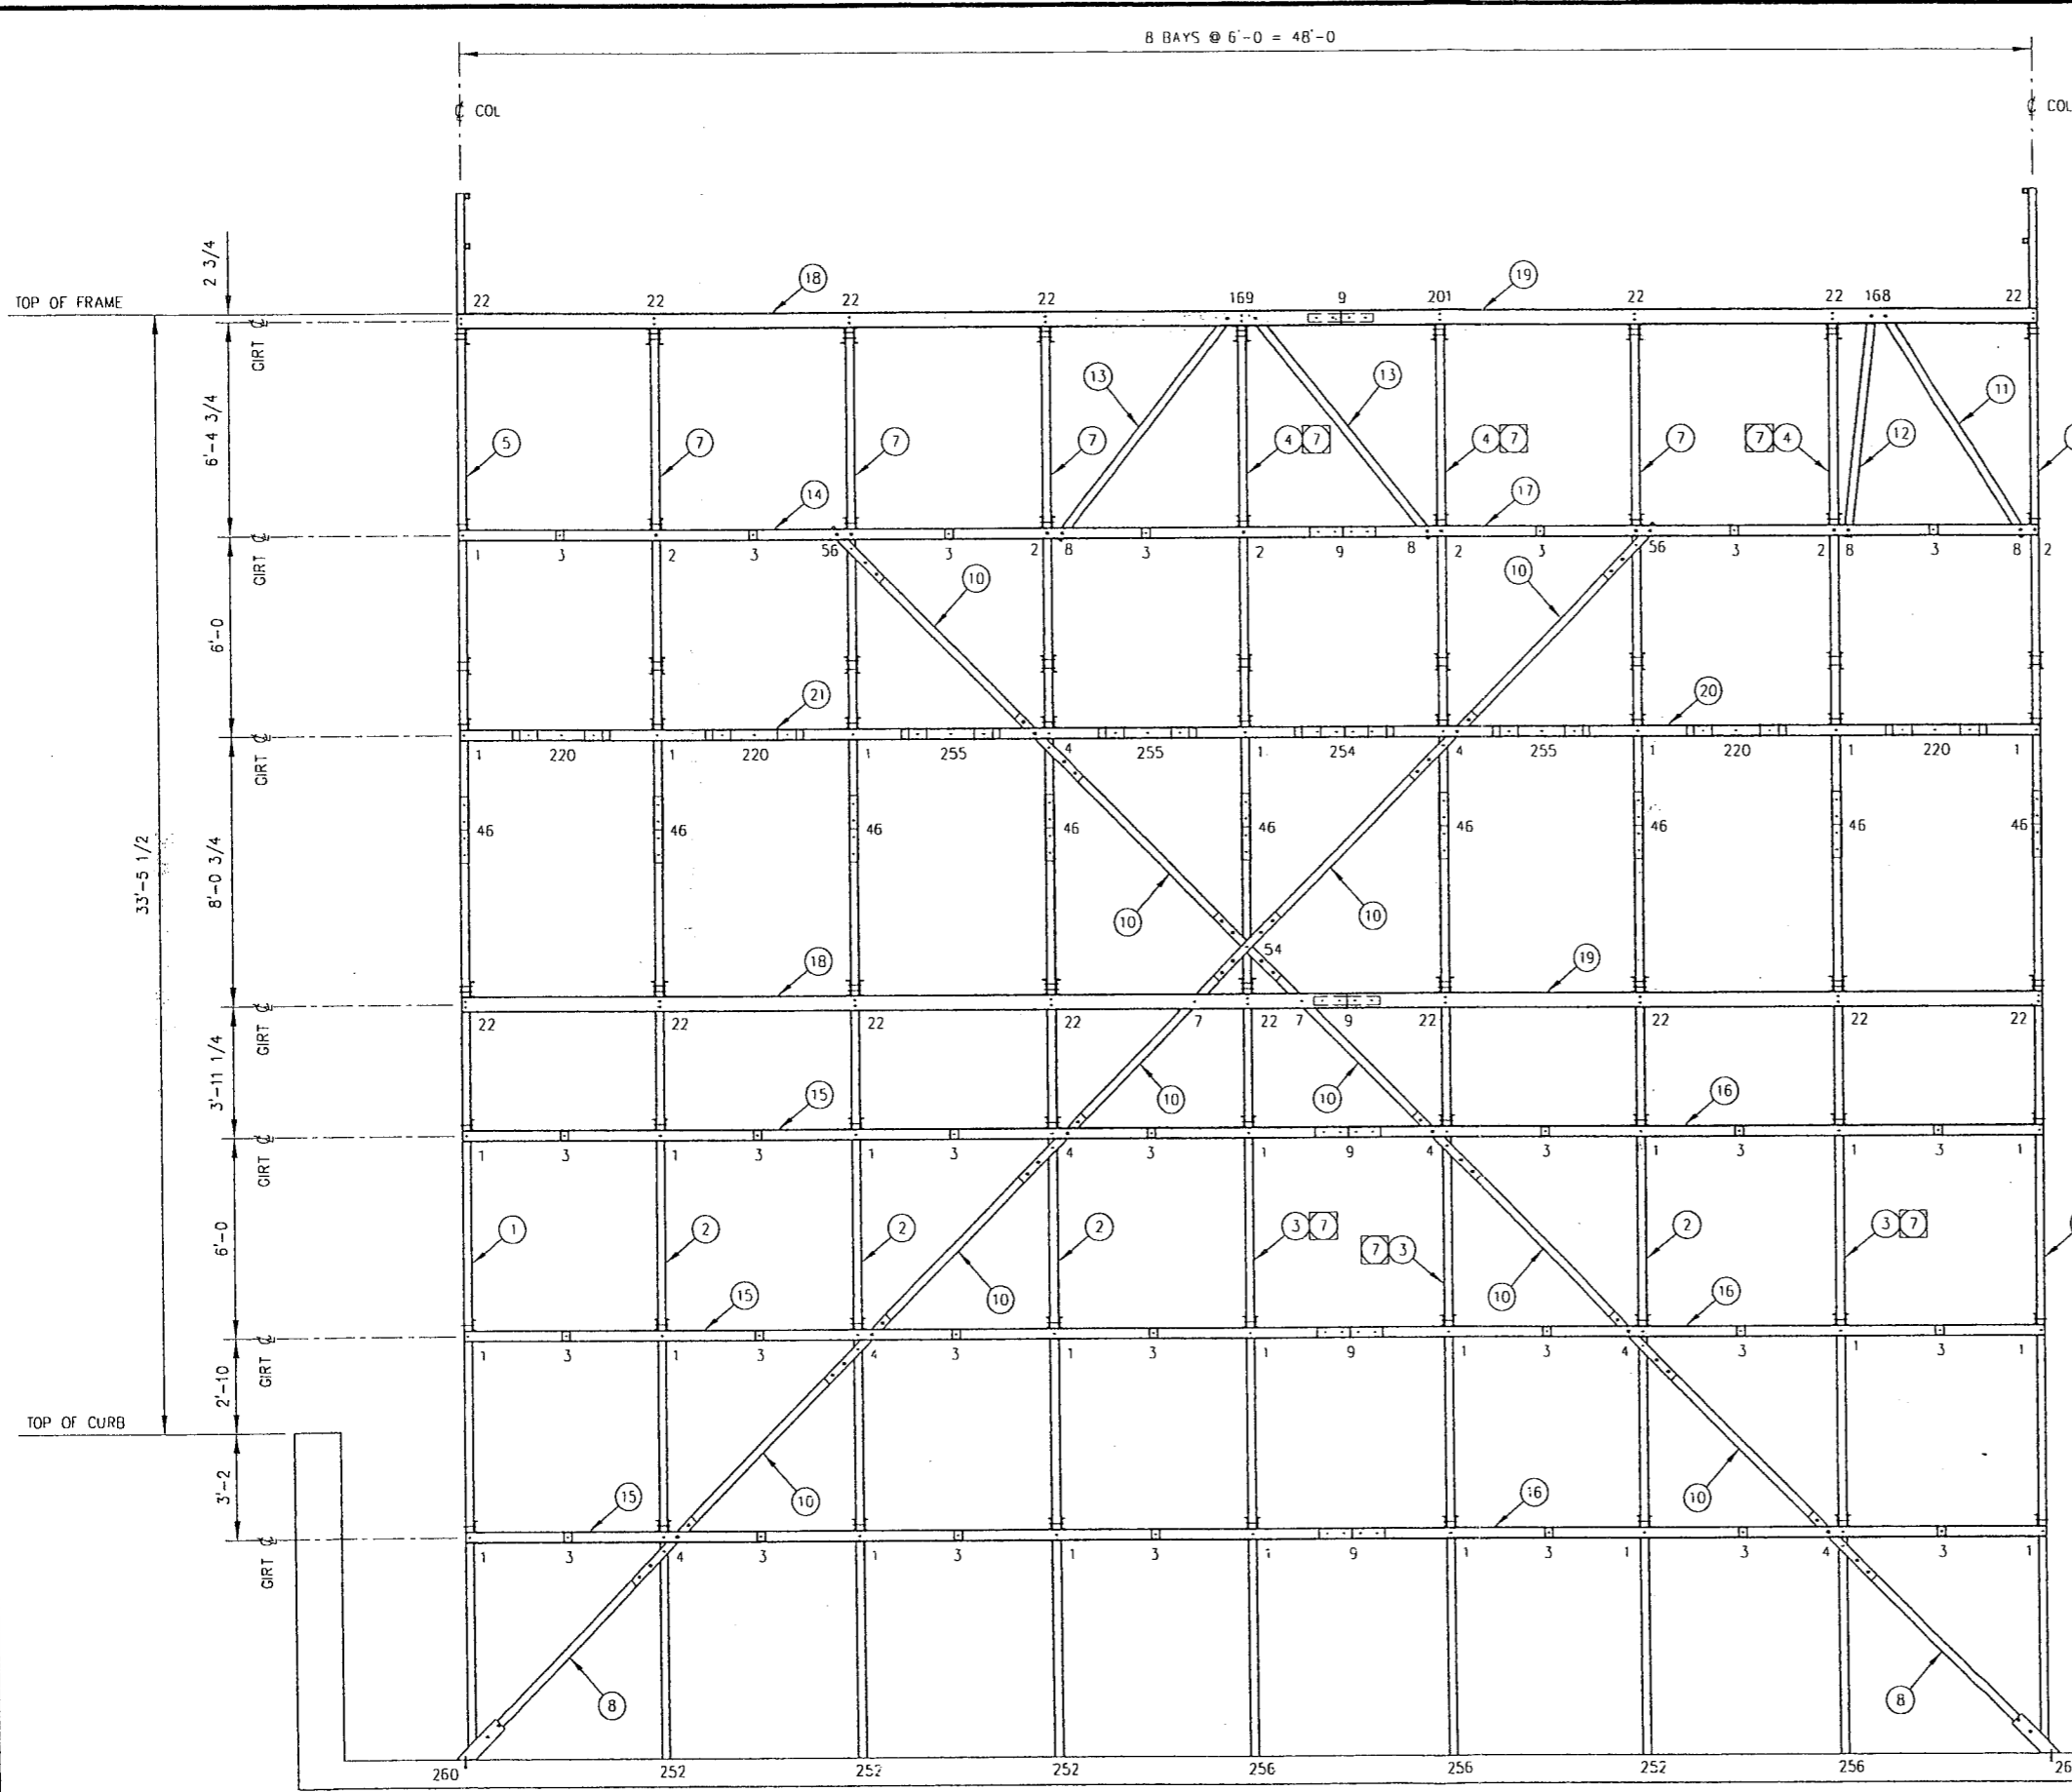 8 BAYS @ 6'-0 = 48'-0
℄ COL
℄ COL
2 3/4
TOP OF FRAME
18
19
22 22 22 22 169 9 201 22 22 168 22
GIRT ℄
6'-4 3/4
13 13 11
5 7 7 7 4 7 4 7 7 7 4 12
14 17
1 3 2 3 56 3 2 8 3 2 9 8 2 3 56 3 2 8 3 8 2
GIRT ℄
10 10
6'-0
21 20
1 220 1 220 1 255 4 255 1 254 4 255 1 220 1 220 1
GIRT ℄
46 46 46 46 46 46 46 46 46
33'-5 1/2
8'-0 3/4
10 10
54
18 19
22 22 22 22 7 22 7 9 22 22 22 22
GIRT ℄
3'-11 1/4
10 10
15 16
1 3 1 3 1 3 4 3 1 9 4 3 1 3 1 3 1
GIRT ℄
6'-0
1 2 2 2 3 7 7 3 2 3 7
10 10
15 16
1 3 1 3 4 3 1 3 1 9 1 3 4 3 1 3 1
GIRT ℄
2'-10
TOP OF CURB
3'-2
10 10
15 16
1 3 4 3 1 3 1 3 1 9 1 3 1 3 4 3 1
GIRT ℄
8 8
260 252 252 252 256 256 252 256